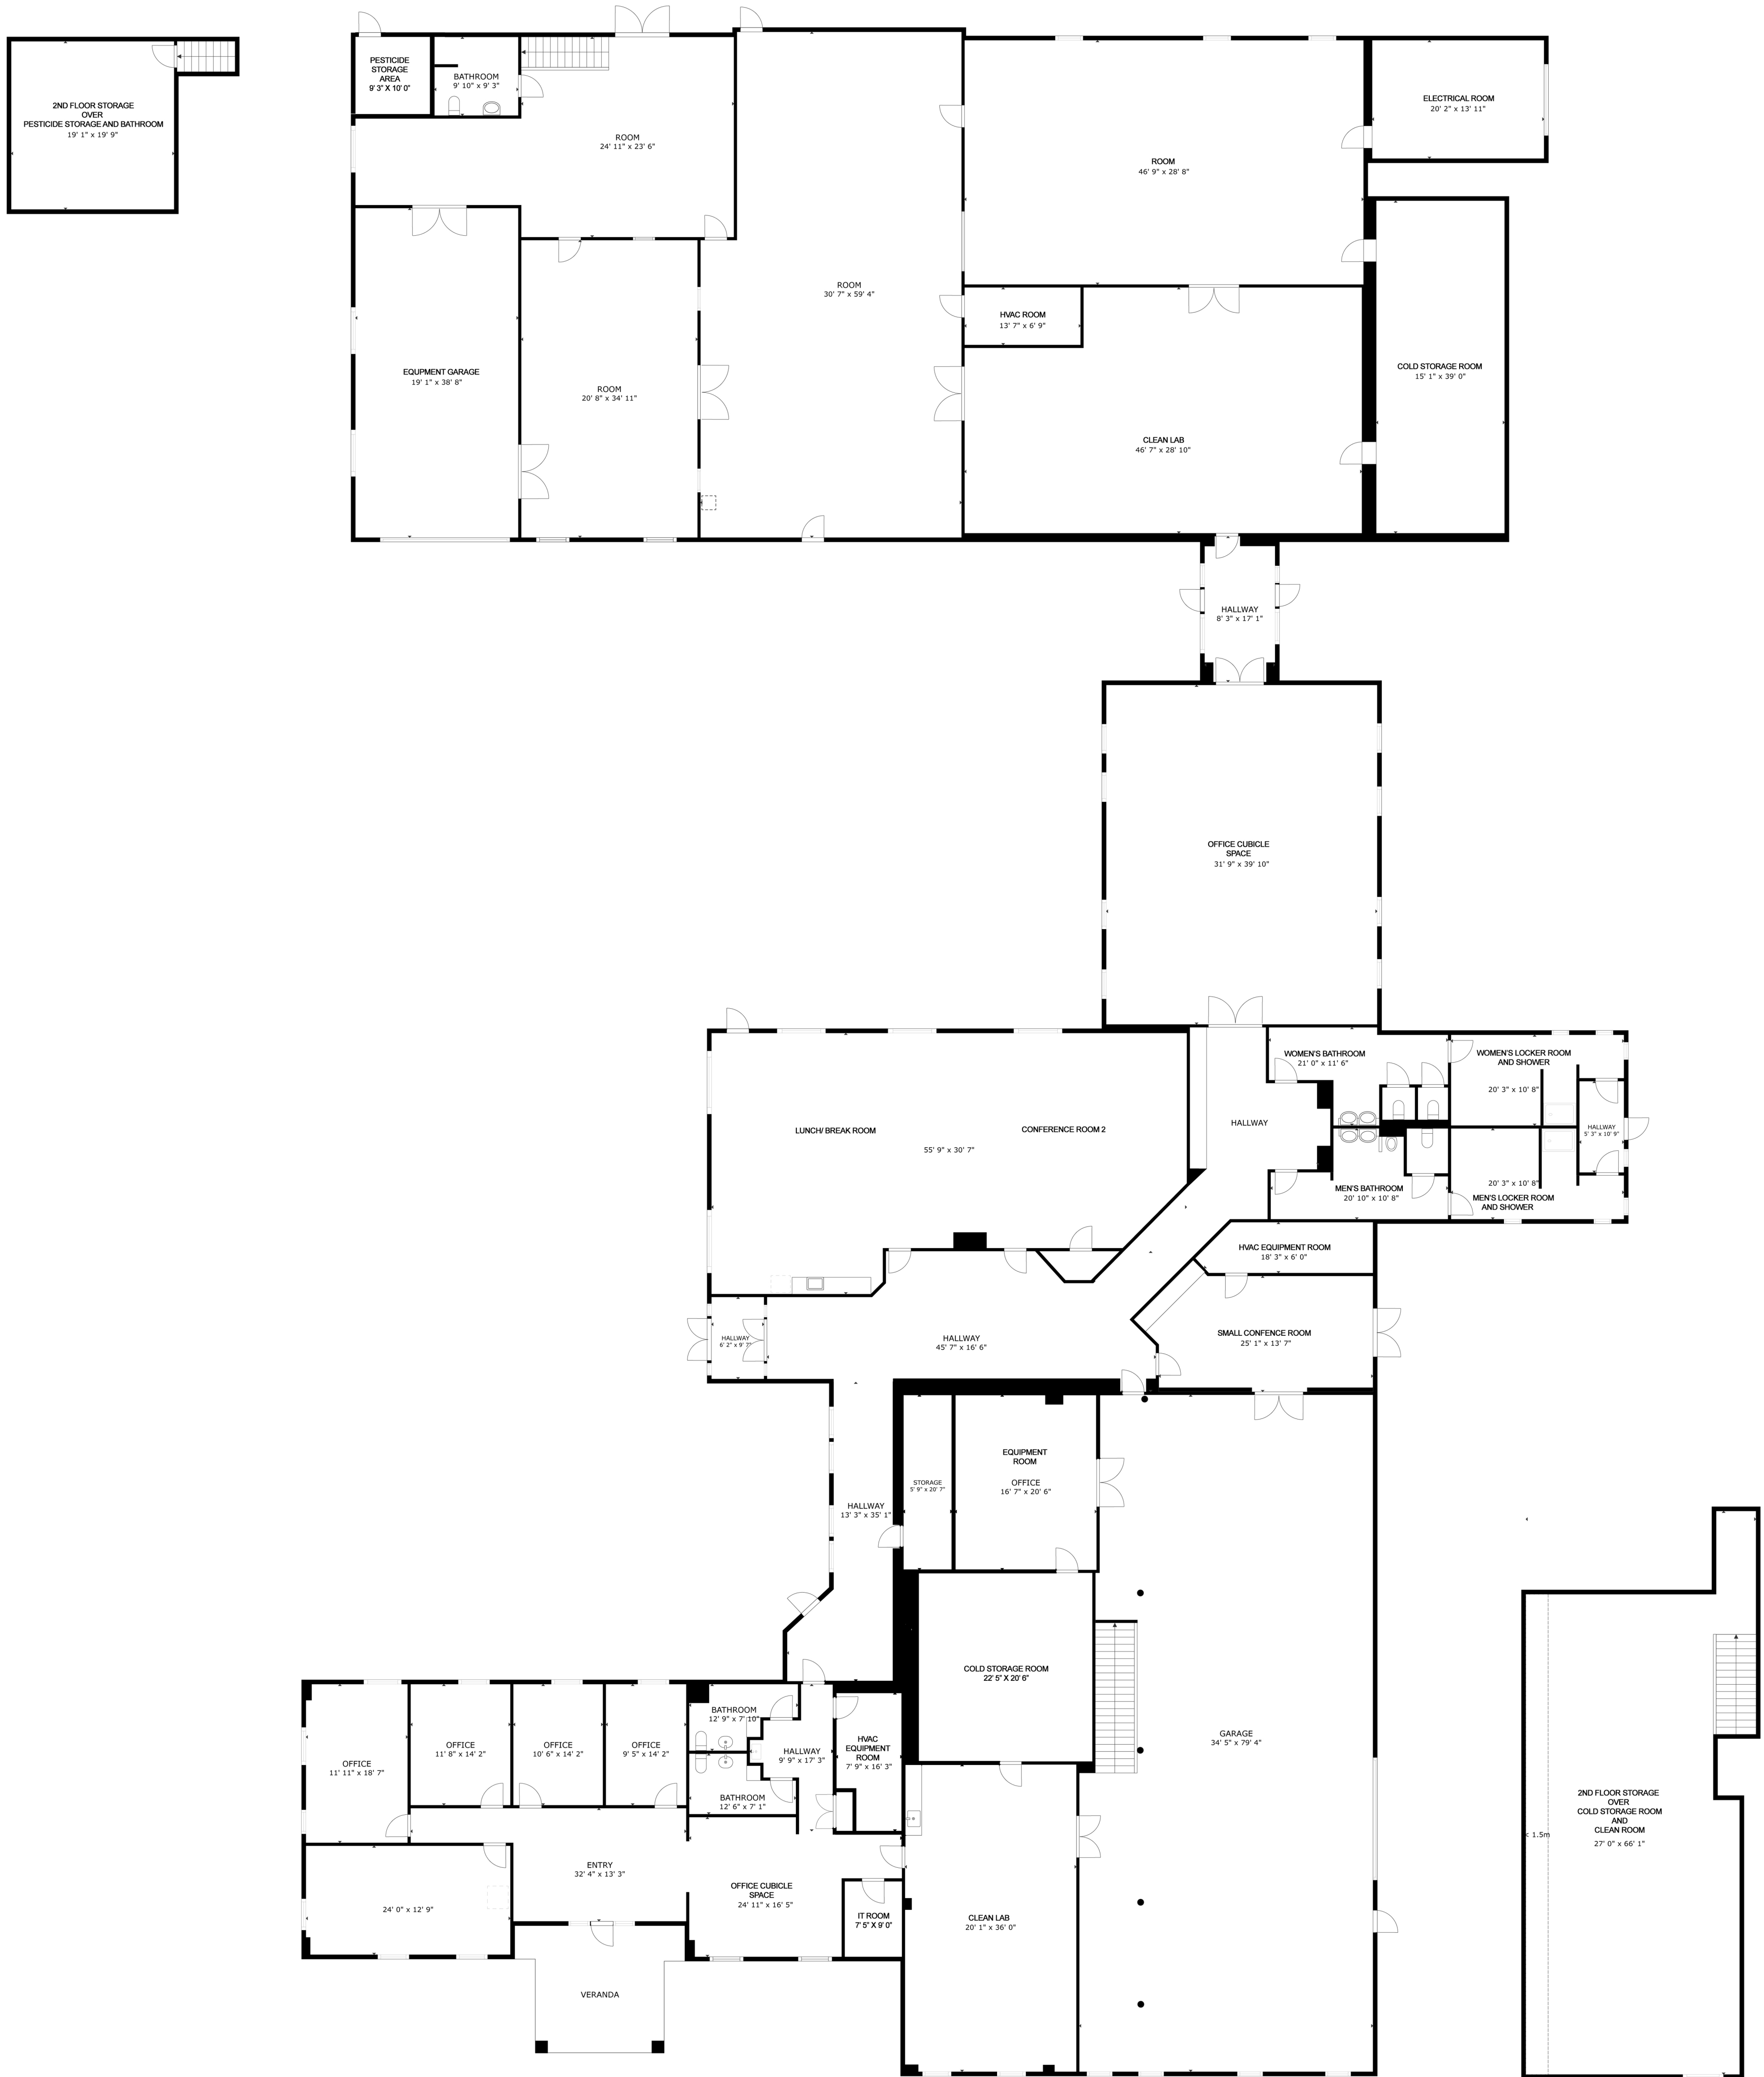 PESTICIDE
STORAGE
AREA
9' 3" X 10' 0"
BATHROOM
9' 10" x 9' 3"
2ND FLOOR STORAGE
OVER
PESTICIDE STORAGE AND BATHROOM
19' 1" x 19' 9"
ROOM
24' 11" x 23' 6"
ELECTRICAL ROOM
20' 2" x 13' 11"
ROOM
46' 9" x 28' 8"
ROOM
30' 7" x 59' 4"
HVAC ROOM
13' 7" x 6' 9"
EQUPMENT GARAGE
19' 1" x 38' 8"
ROOM
20' 8" x 34' 11"
COLD STORAGE ROOM
15' 1" x 39' 0"
CLEAN LAB
46' 7" x 28' 10"
HALLWAY
8' 3" x 17' 1"
OFFICE CUBICLE
SPACE
31' 9" x 39' 10"
WOMEN'S BATHROOM
21' 0" x 11' 6"
WOMEN'S LOCKER ROOM
AND SHOWER
20' 3" x 10' 8"
LUNCH/ BREAK ROOM
CONFERENCE ROOM 2
55' 9" x 30' 7"
HALLWAY
HALLWAY
5' 3" x 10' 9"
MEN'S BATHROOM
20' 10" x 10' 8"
20' 3" x 10' 8"
MEN'S LOCKER ROOM
AND SHOWER
HVAC EQUIPMENT ROOM
18' 3" x 6' 0"
HALLWAY
6' 2" x 9' 7"
HALLWAY
45' 7" x 16' 6"
SMALL CONFENCE ROOM
25' 1" x 13' 7"
EQUIPMENT
ROOM
OFFICE
16' 7" x 20' 6"
STORAGE
5' 9" x 20' 7"
HALLWAY
13' 3" x 35' 1"
COLD STORAGE ROOM
22' 5" X 20' 6"
BATHROOM
12' 9" x 7' 10"
OFFICE
11' 11" x 18' 7"
OFFICE
11' 8" x 14' 2"
OFFICE
10' 6" x 14' 2"
OFFICE
9' 5" x 14' 2"
HALLWAY
9' 9" x 17' 3"
HVAC
EQUIPMENT
ROOM
7' 9" x 16' 3"
GARAGE
34' 5" x 79' 4"
BATHROOM
12' 6" x 7' 1"
2ND FLOOR STORAGE
OVER
COLD STORAGE ROOM
AND
CLEAN ROOM
27' 0" x 66' 1"
< 1.5m
ENTRY
32' 4" x 13' 3"
OFFICE CUBICLE
SPACE
24' 11" x 16' 5"
24' 0" x 12' 9"
IT ROOM
7' 5" X 9' 0"
CLEAN LAB
20' 1" x 36' 0"
VERANDA